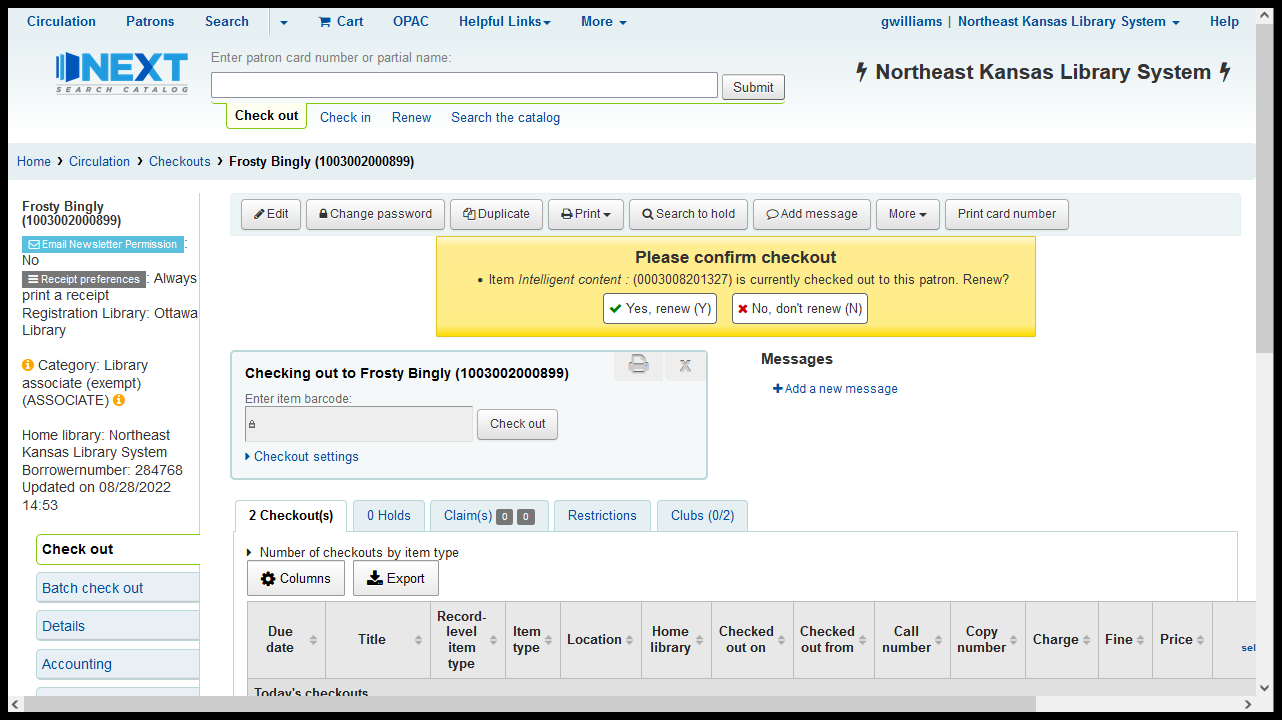 Circulation Patrons Search Cart OPAC Helpful Links More gwilliams | Northeast Kansas Library System Help
NEXT
SEARCH CATALOG
Enter patron card number or partial name:
Submit
Northeast Kansas Library System
Check out Check in Renew Search the catalog
Home › Circulation › Checkouts › Frosty Bingly (1003002000899)
Frosty Bingly
(1003002000899)
Email Newsletter Permission :
No
Receipt preferences : Always
print a receipt
Registration Library: Ottawa
Library
Category: Library
associate (exempt)
(ASSOCIATE)
Home library: Northeast
Kansas Library System
Borrowernumber: 284768
Updated on 08/28/2022
14:53
Check out
Batch check out
Details
Accounting
Edit Change password Duplicate Print Search to hold Add message More Print card number
Please confirm checkout
• Item Intelligent content : (0003008201327) is currently checked out to this patron. Renew?
Yes, renew (Y) No, don't renew (N)
Checking out to Frosty Bingly (1003002000899)
X
Enter item barcode:
Check out
Checkout settings
Messages
Add a new message
2 Checkout(s) 0 Holds Claim(s) 0 0 Restrictions Clubs (0/2)
Number of checkouts by item type
Columns Export
Due date Title Record-level item type Item type Location Home library Checked out on Checked out from Call number Copy number Charge Fine Price sel
Today's checkouts